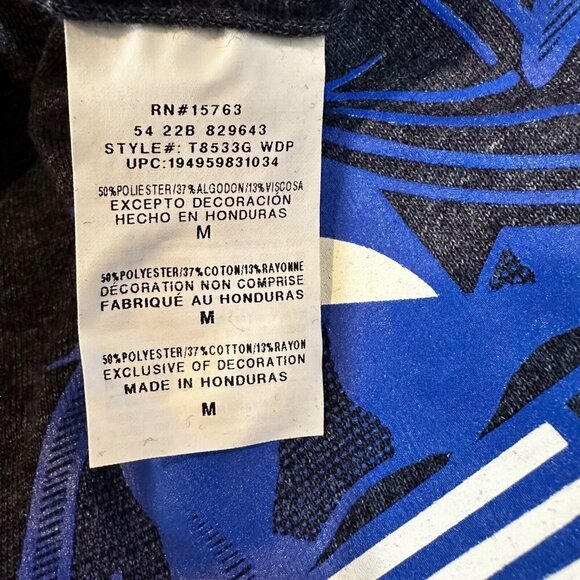 RN#15763
54 22B 829643
STYLE#: T8533G WDP
UPC:194959831034
50%POLIESTER/37%ALGODON/13%VISCOSA
EXCEPTO DECORACIÓN
HECHO EN HONDURAS
M
50%POLYESTER/37%COTTON/13%RAYONNE
DÉCORATION NON COMPRISE
FABRIQUÉ AU HONDURAS
M
50%POLYESTER/37%COTTON/13%RAYON
EXCLUSIVE OF DECORATION
MADE IN HONDURAS
M